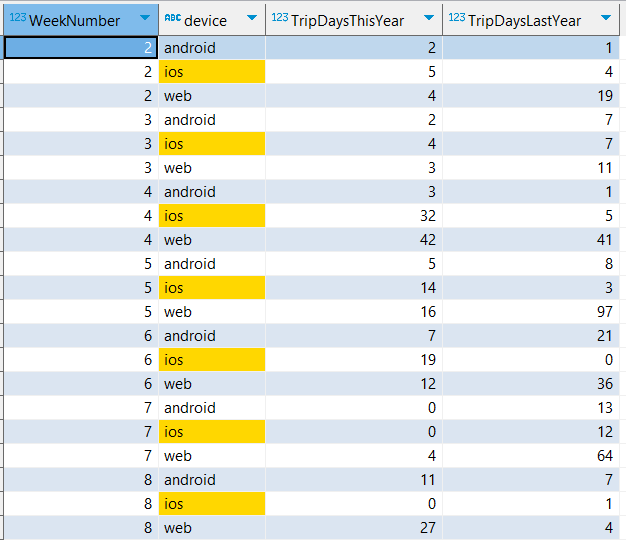 123 WeekNumber ABC device 123 TripDaysThisYear 123 TripDaysLastYear
2 android 2 1
2 ios 5 4
2 web 4 19
3 android 2 7
3 ios 4 7
3 web 3 11
4 android 3 1
4 ios 32 5
4 web 42 41
5 android 5 8
5 ios 14 3
5 web 16 97
6 android 7 21
6 ios 19 0
6 web 12 36
7 android 0 13
7 ios 0 12
7 web 4 64
8 android 11 7
8 ios 0 1
8 web 27 4